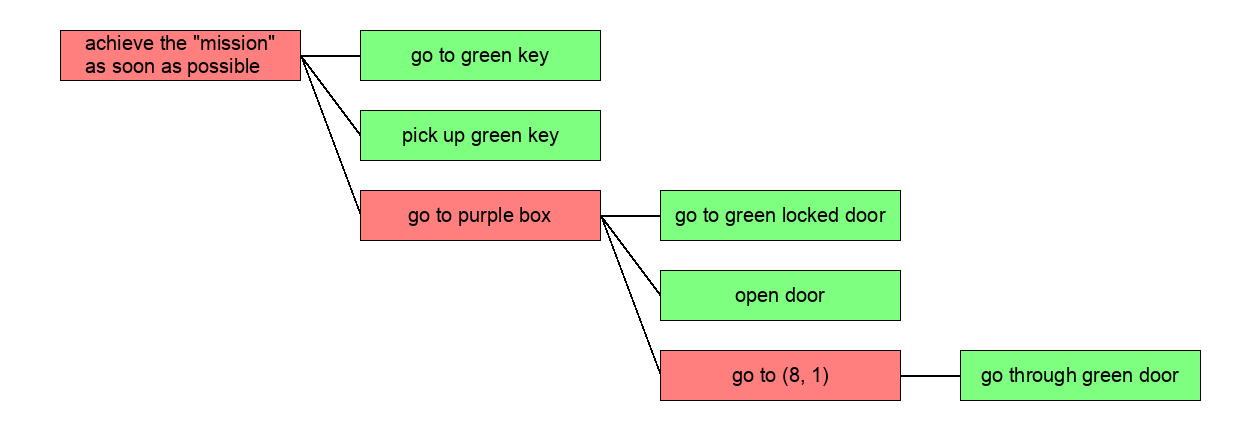 achieve the "mission"
as soon as possible
go to green key
pick up green key
go to purple box
go to green locked door
open door
go to (8, 1)
go through green door